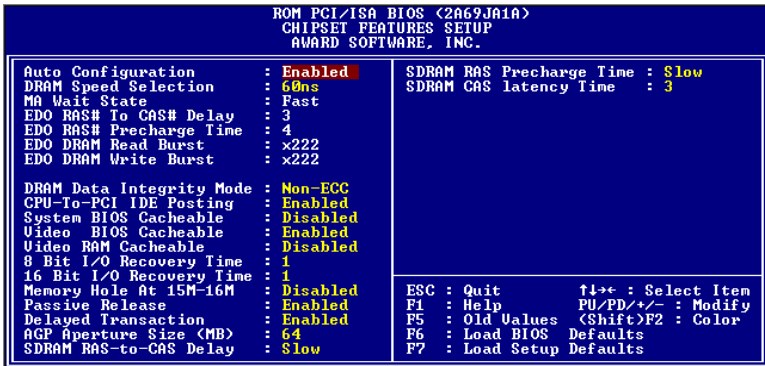 ROM PCI/ISA BIOS (2A69JA1A)
CHIPSET FEATURES SETUP
AWARD SOFTWARE, INC.
Auto Configuration : Enabled
DRAM Speed Selection : 60ns
MA Wait State : Fast
EDO RAS# To CAS# Delay : 3
EDO RAS# Precharge Time : 4
EDO DRAM Read Burst : x222
EDO DRAM Write Burst : x222
DRAM Data Integrity Mode : Non-ECC
CPU-To-PCI IDE Posting : Enabled
System BIOS Cacheable : Disabled
Video BIOS Cacheable : Enabled
Video RAM Cacheable : Disabled
8 Bit I/O Recovery Time : 1
16 Bit I/O Recovery Time : 1
Memory Hole At 15M-16M : Disabled
Passive Release : Enabled
Delayed Transaction : Enabled
AGP Aperture Size (MB) : 64
SDRAM RAS-to-CAS Delay : Slow
SDRAM RAS Precharge Time : Slow
SDRAM CAS latency Time : 3
ESC : Quit ↑↓→← : Select Item
F1 : Help PU/PD/+/- : Modify
F5 : Old Values (Shift)F2 : Color
F6 : Load BIOS Defaults
F7 : Load Setup Defaults